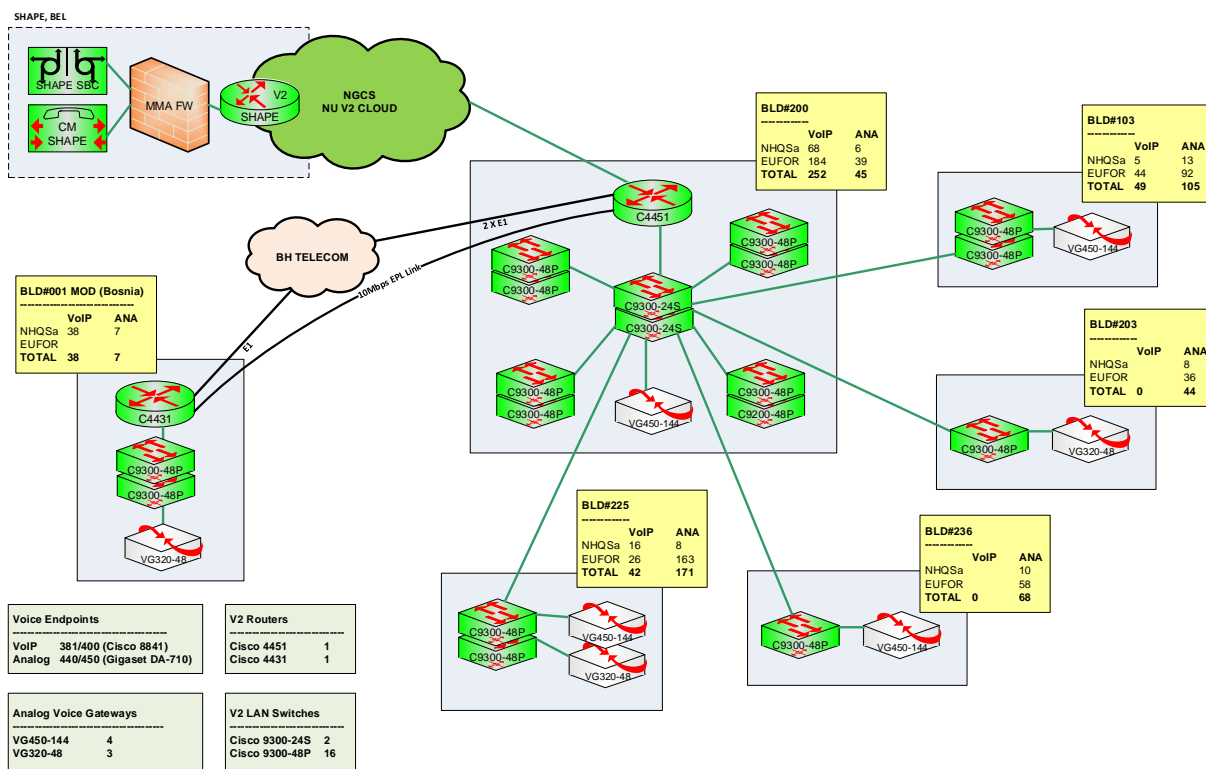 SHAPE, BEL
SHAPE SBC
CM
SHAPE
MMA FW
V2
SHAPE
NGCS
NU V2 CLOUD
BLD#200
-------------
VoIP ANA
NHQSa 68 6
EUFOR 184 39
TOTAL 252 45
BLD#103
-------------
VoIP ANA
NHQSa 5 13
EUFOR 44 92
TOTAL 49 105
C4451
2 X E1
BH TELECOM
10Mbps EPL Link
E1
C9300-48P
C9300-48P
C9300-48P
C9300-48P
C9300-24S
C9300-24S
C9300-48P
C9300-48P
C9300-48P
C9200-48P
VG450-144
C9300-48P
C9300-48P
VG450-144
BLD#001 MOD (Bosnia)
-------------------------------
VoIP ANA
NHQSa 38 7
EUFOR
TOTAL 38 7
C4431
C9300-48P
C9300-48P
VG320-48
BLD#203
-------------
VoIP ANA
NHQSa 8
EUFOR 36
TOTAL 0 44
C9300-48P
VG320-48
BLD#225
-------------
VoIP ANA
NHQSa 16 8
EUFOR 26 163
TOTAL 42 171
C9300-48P
C9300-48P
VG450-144
VG320-48
BLD#236
-------------
VoIP ANA
NHQSa 10
EUFOR 58
TOTAL 0 68
C9300-48P
VG450-144
Voice Endpoints
------------------------------------------
VoIP 381/400 (Cisco 8841)
Analog 440/450 (Gigaset DA-710)
V2 Routers
-------------------------------
Cisco 4451 1
Cisco 4431 1
Analog Voice Gateways
-----------------------------------------
VG450-144 4
VG320-48 3
V2 LAN Switches
-------------------------------
Cisco 9300-24S 2
Cisco 9300-48P 16